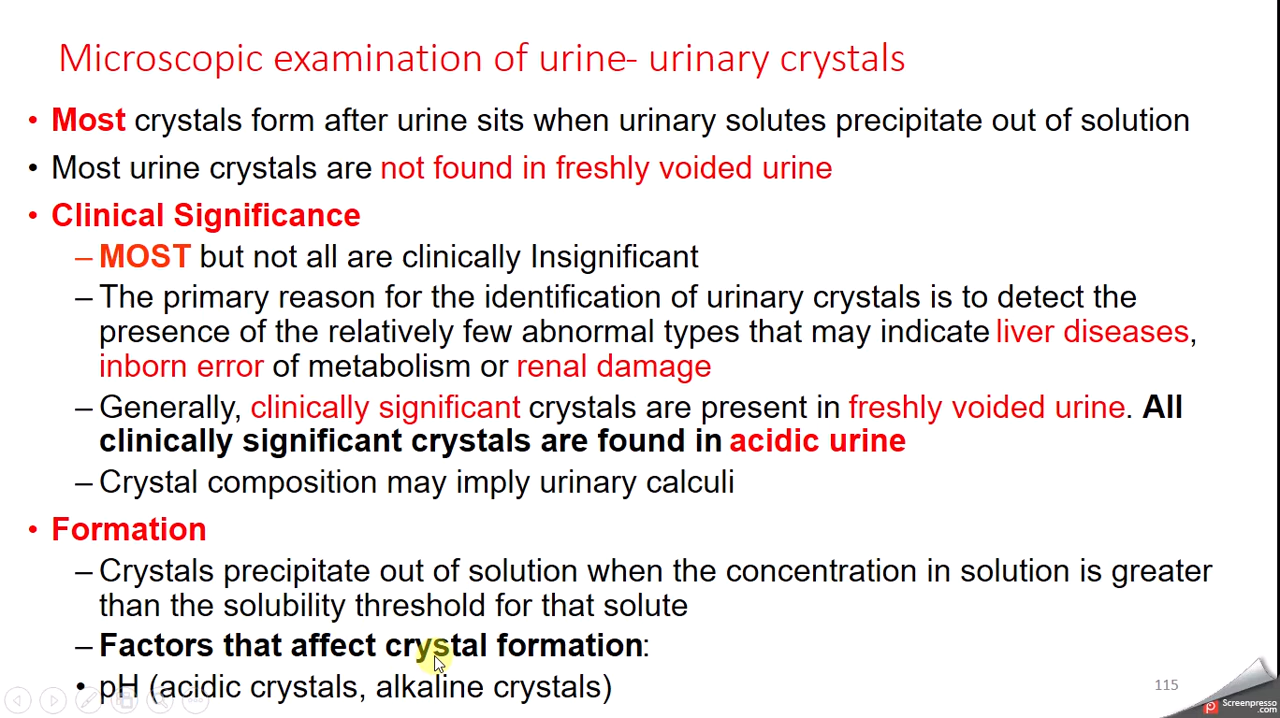 Microscopic examination of urine- urinary crystals
• Most crystals form after urine sits when urinary solutes precipitate out of solution
• Most urine crystals are not found in freshly voided urine
• Clinical Significance
– MOST but not all are clinically Insignificant
– The primary reason for the identification of urinary crystals is to detect the
presence of the relatively few abnormal types that may indicate liver diseases,
inborn error of metabolism or renal damage
– Generally, clinically significant crystals are present in freshly voided urine. All
clinically significant crystals are found in acidic urine
– Crystal composition may imply urinary calculi
• Formation
– Crystals precipitate out of solution when the concentration in solution is greater
than the solubility threshold for that solute
– Factors that affect crystal formation:
• pH (acidic crystals, alkaline crystals)
115
Screenpresso
.com